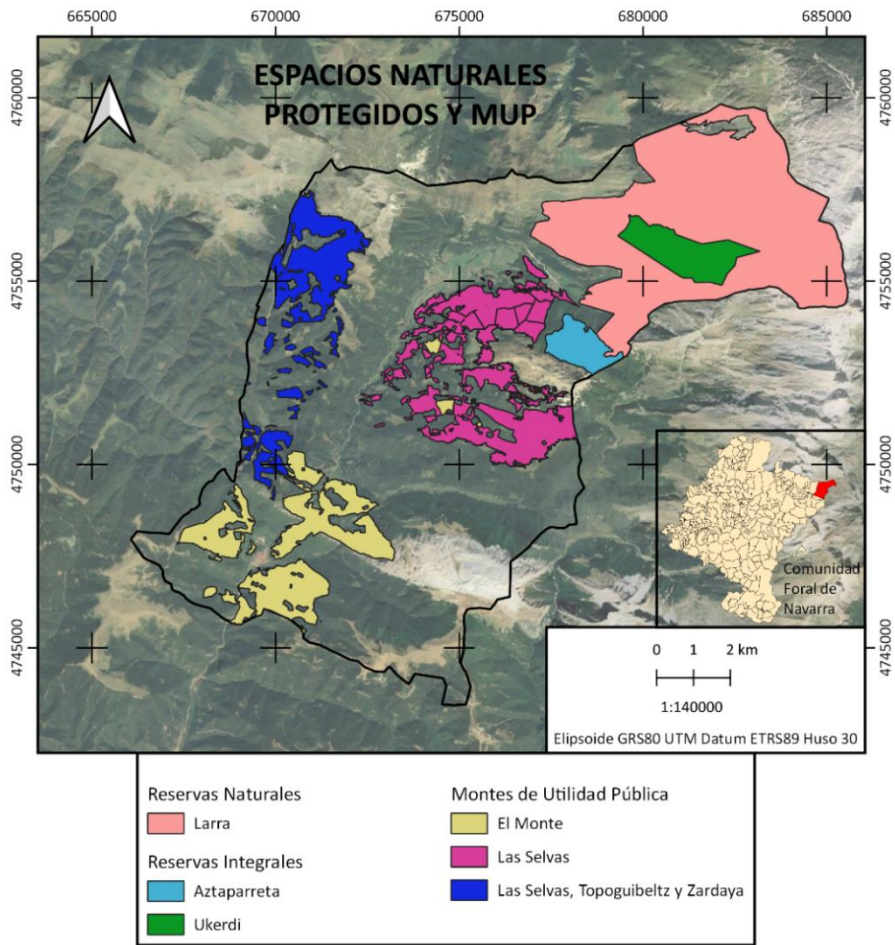 665000 670000 675000 680000 685000
ESPACIOS NATURALES
PROTEGIDOS Y MUP
4760000 4760000
4755000 4755000
4750000 4750000
4745000 4745000
Comunidad
Foral de
Navarra
0 1 2 km
1:140000
Elipsoide GRS80 UTM Datum ETRS89 Huso 30
Reservas Naturales
Larra
Reservas Integrales
Aztaparreta
Ukerdi
Montes de Utilidad Pública
El Monte
Las Selvas
Las Selvas, Topoguibeltz y Zardaya